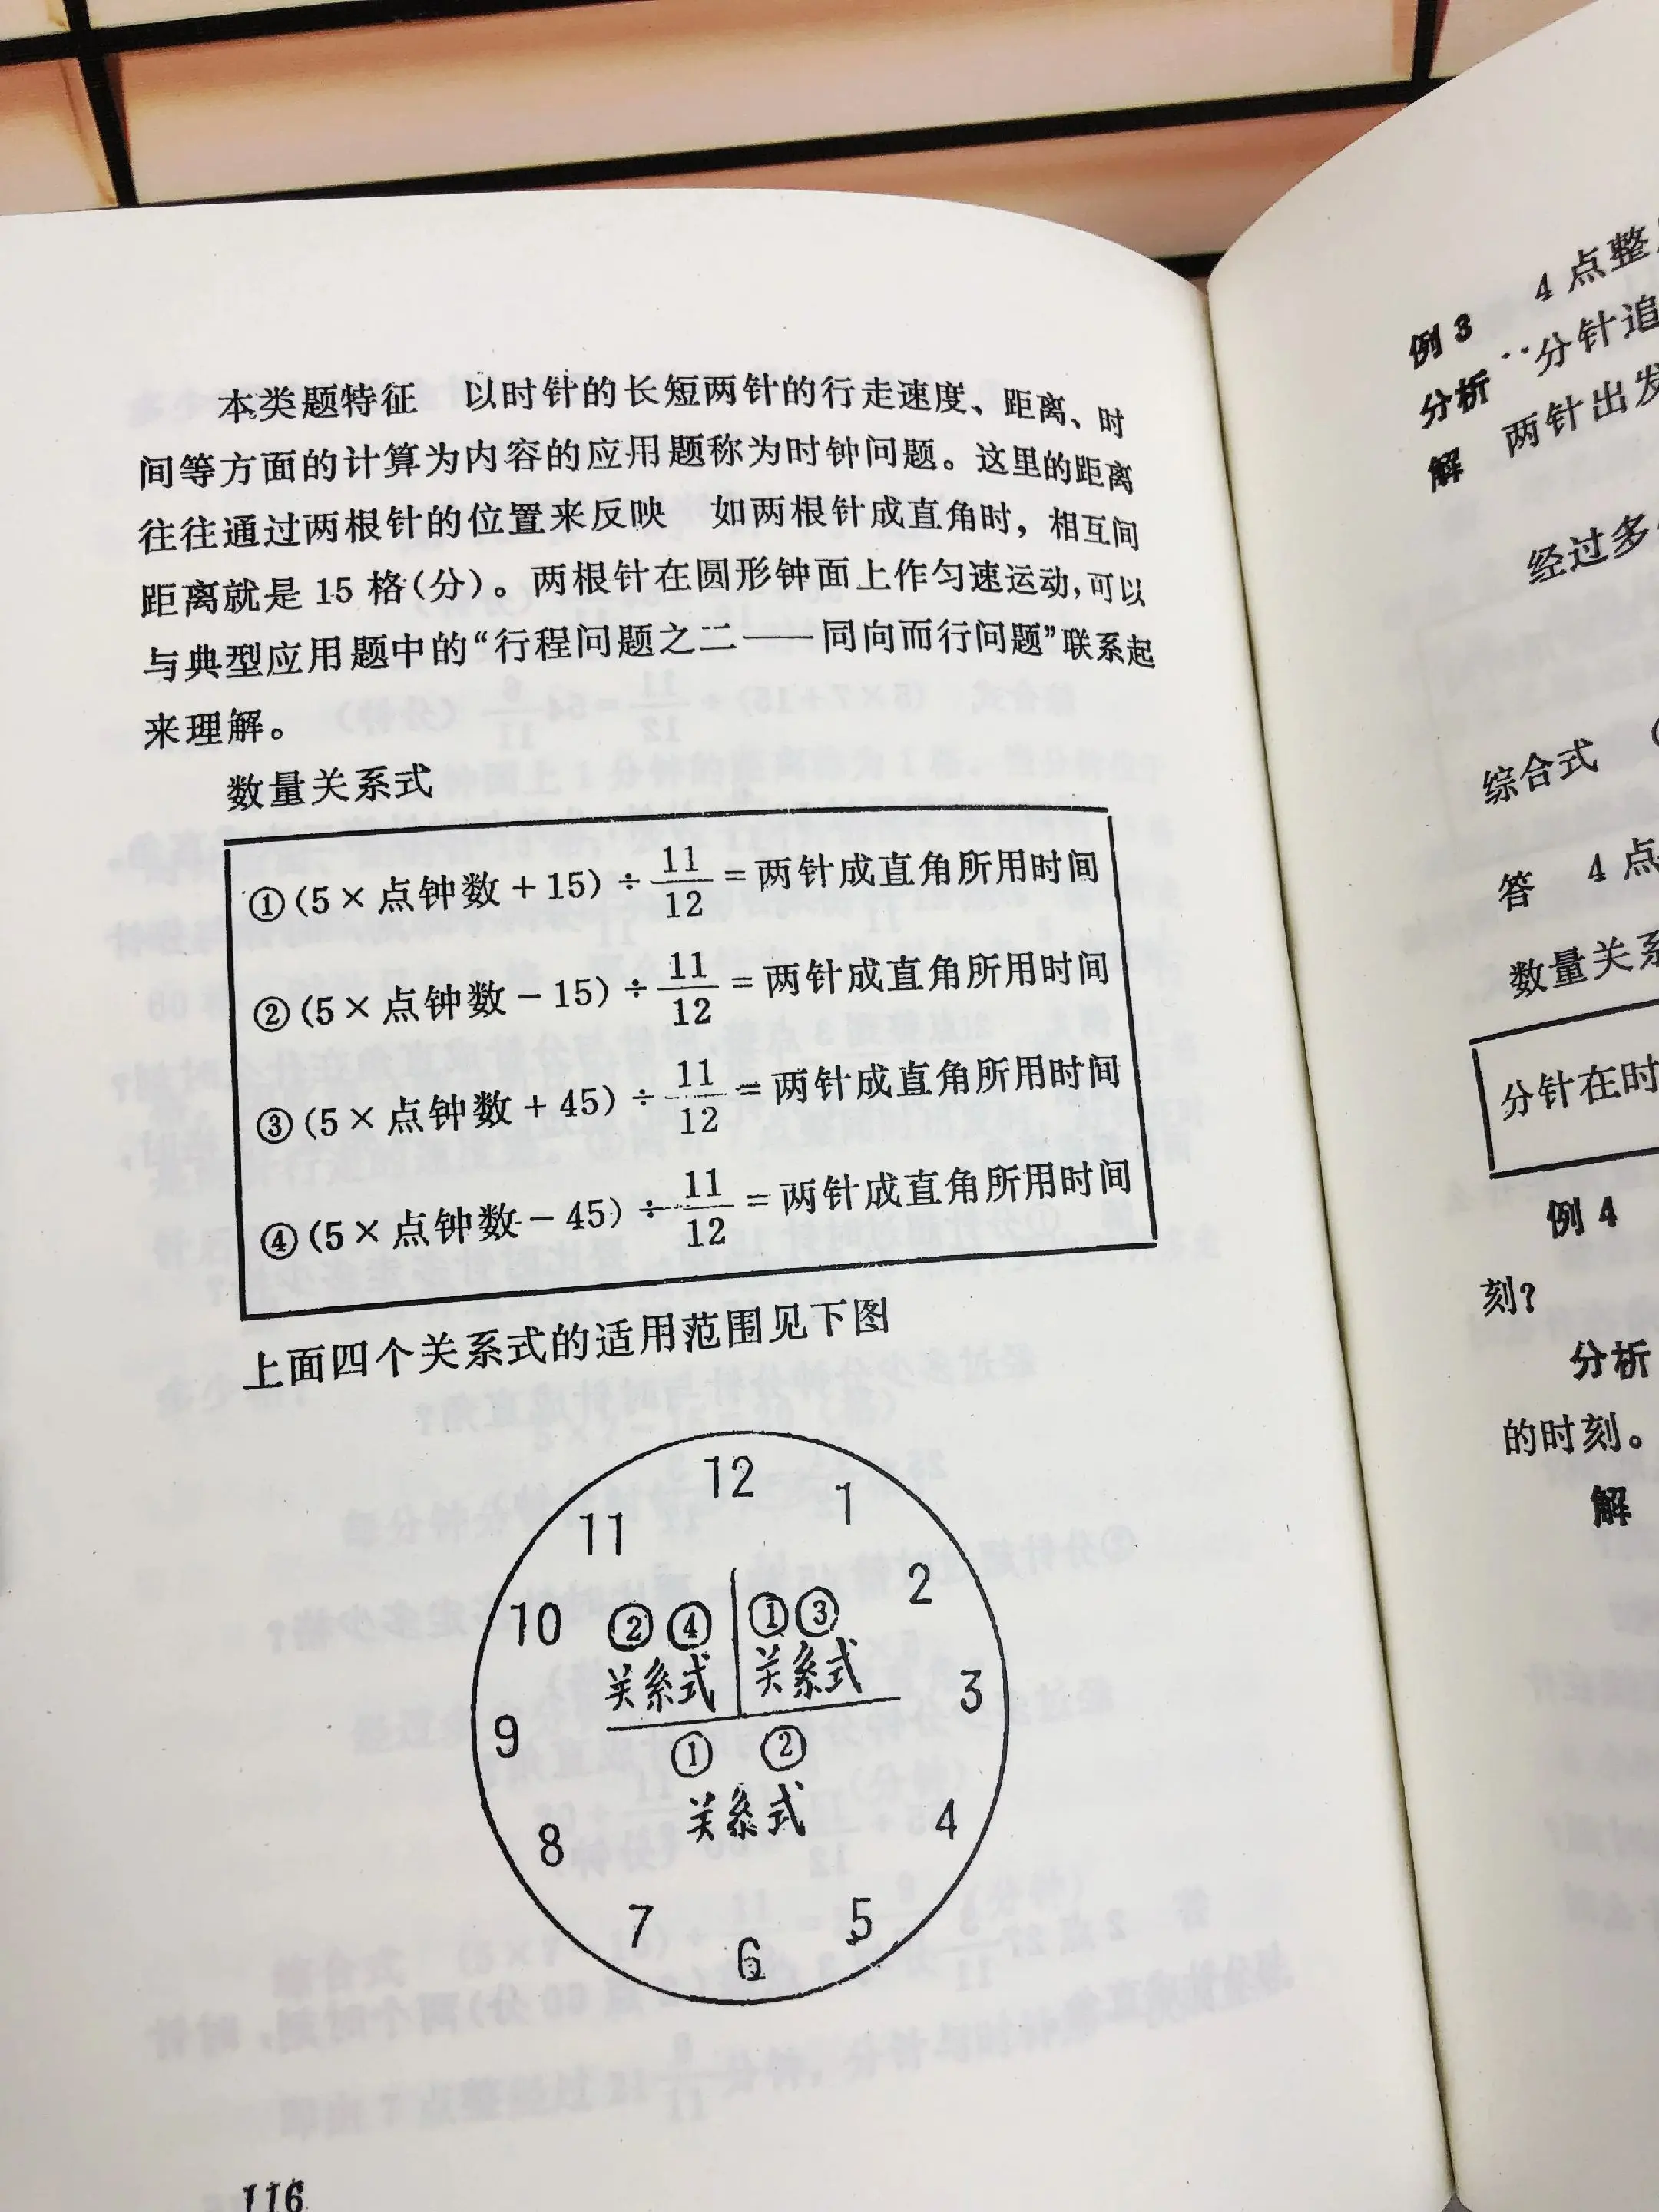 本类题特征　以时针的长短两针的行走速度、距离、时
间等方面的计算为内容的应用题称为时钟问题。这里的距离
往往通过两根针的位置来反映　如两根针成直角时，相互间
距离就是 15 格(分)。两根针在圆形钟面上作匀速运动,可以
与典型应用题中的“行程问题之二——同向而行问题”联系起
来理解。
数量关系式
①(5×点钟数+15)÷11/12=两针成直角所用时间
②(5×点钟数-15)÷11/12=两针成直角所用时间
③(5×点钟数+45)÷11/12=两针成直角所用时间
④(5×点钟数-45)÷11/12=两针成直角所用时间
上面四个关系式的适用范围见下图
12
11
1
10
2
②④
关系式
①③
关系式
9
3
① ②
关系式
8
4
7
5
6
116
例 3　4 点整
分析　分针追
解　两针出发
经过多
综合式
答　4 点
数量关系
分针在时
例 4
刻?
分析
的时刻。
解